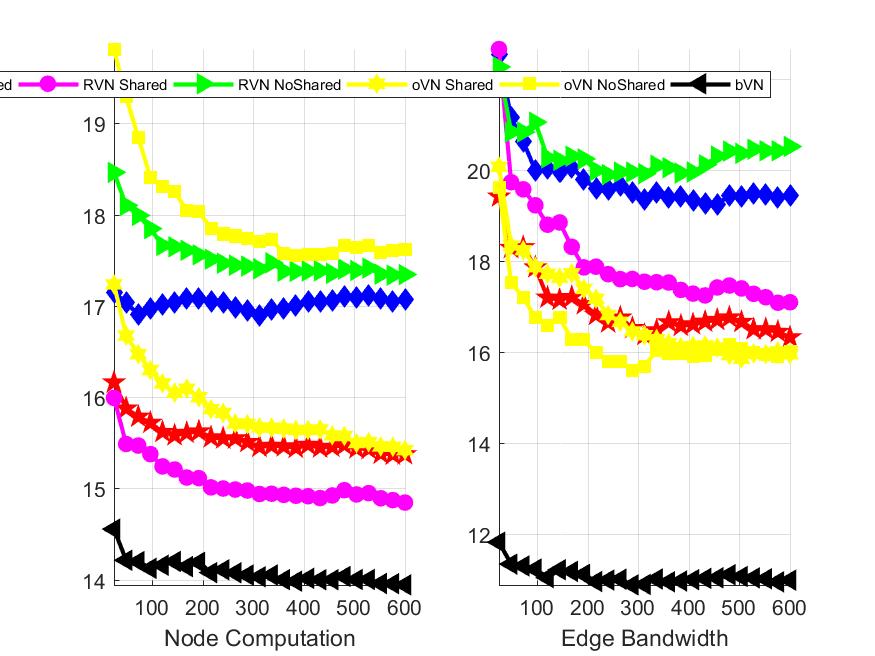 ed RVN Shared RVN NoShared oVN Shared oVN NoShared bVN
19
18
17
16
15
14
100 200 300 400 500 600
Node Computation
20
18
16
14
12
100 200 300 400 500 600
Edge Bandwidth